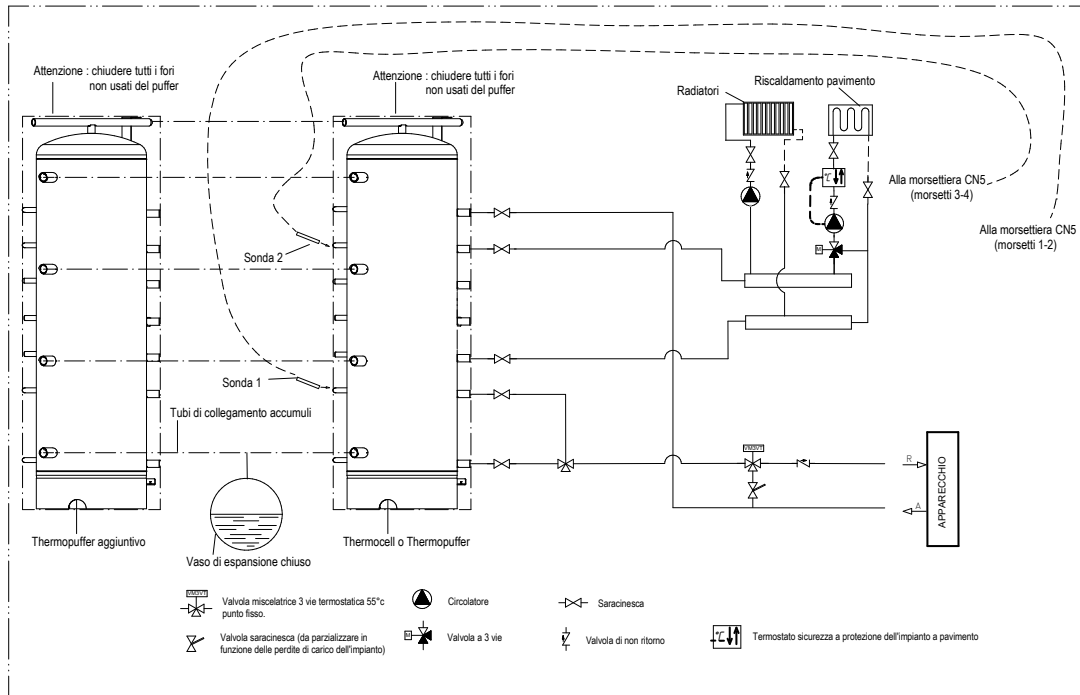 Attenzione : chiudere tutti i fori
non usati del puffer
Attenzione : chiudere tutti i fori
non usati del puffer
Radiatori
Riscaldamento pavimento
°C
Alla morsettiera CN5
(morsetti 3-4)
Alla morsettiera CN5
(morsetti 1-2)
Sonda 2
M
Sonda 1
Tubi di collegamento accumuli
VM3VT
R
A
APPARECCHIO
Thermopuffer aggiuntivo
Vaso di espansione chiuso
Thermocell o Thermopuffer
VM3VT
Valvola miscelatrice 3 vie termostatica 55°c
punto fisso.
Circolatore
Saracinesca
Valvola saracinesca (da parzializzare in
funzione delle perdite di carico dell'impianto)
M
Valvola a 3 vie
Valvola di non ritorno
°C
Termostato sicurezza a protezione dell'impianto a pavimento